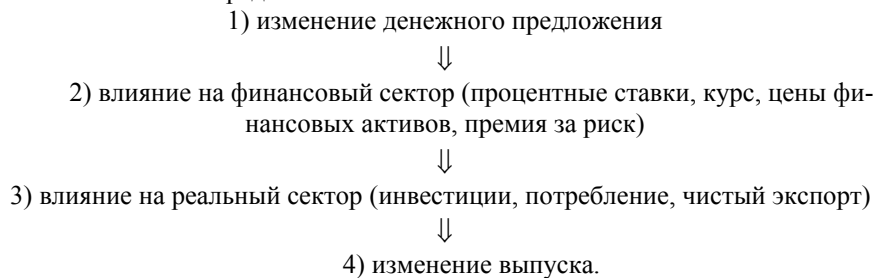 1) изменение денежного предложения
⇓
2) влияние на финансовый сектор (процентные ставки, курс, цены фи-
нансовых активов, премия за риск)
⇓
3) влияние на реальный сектор (инвестиции, потребление, чистый экспорт)
⇓
4) изменение выпуска.